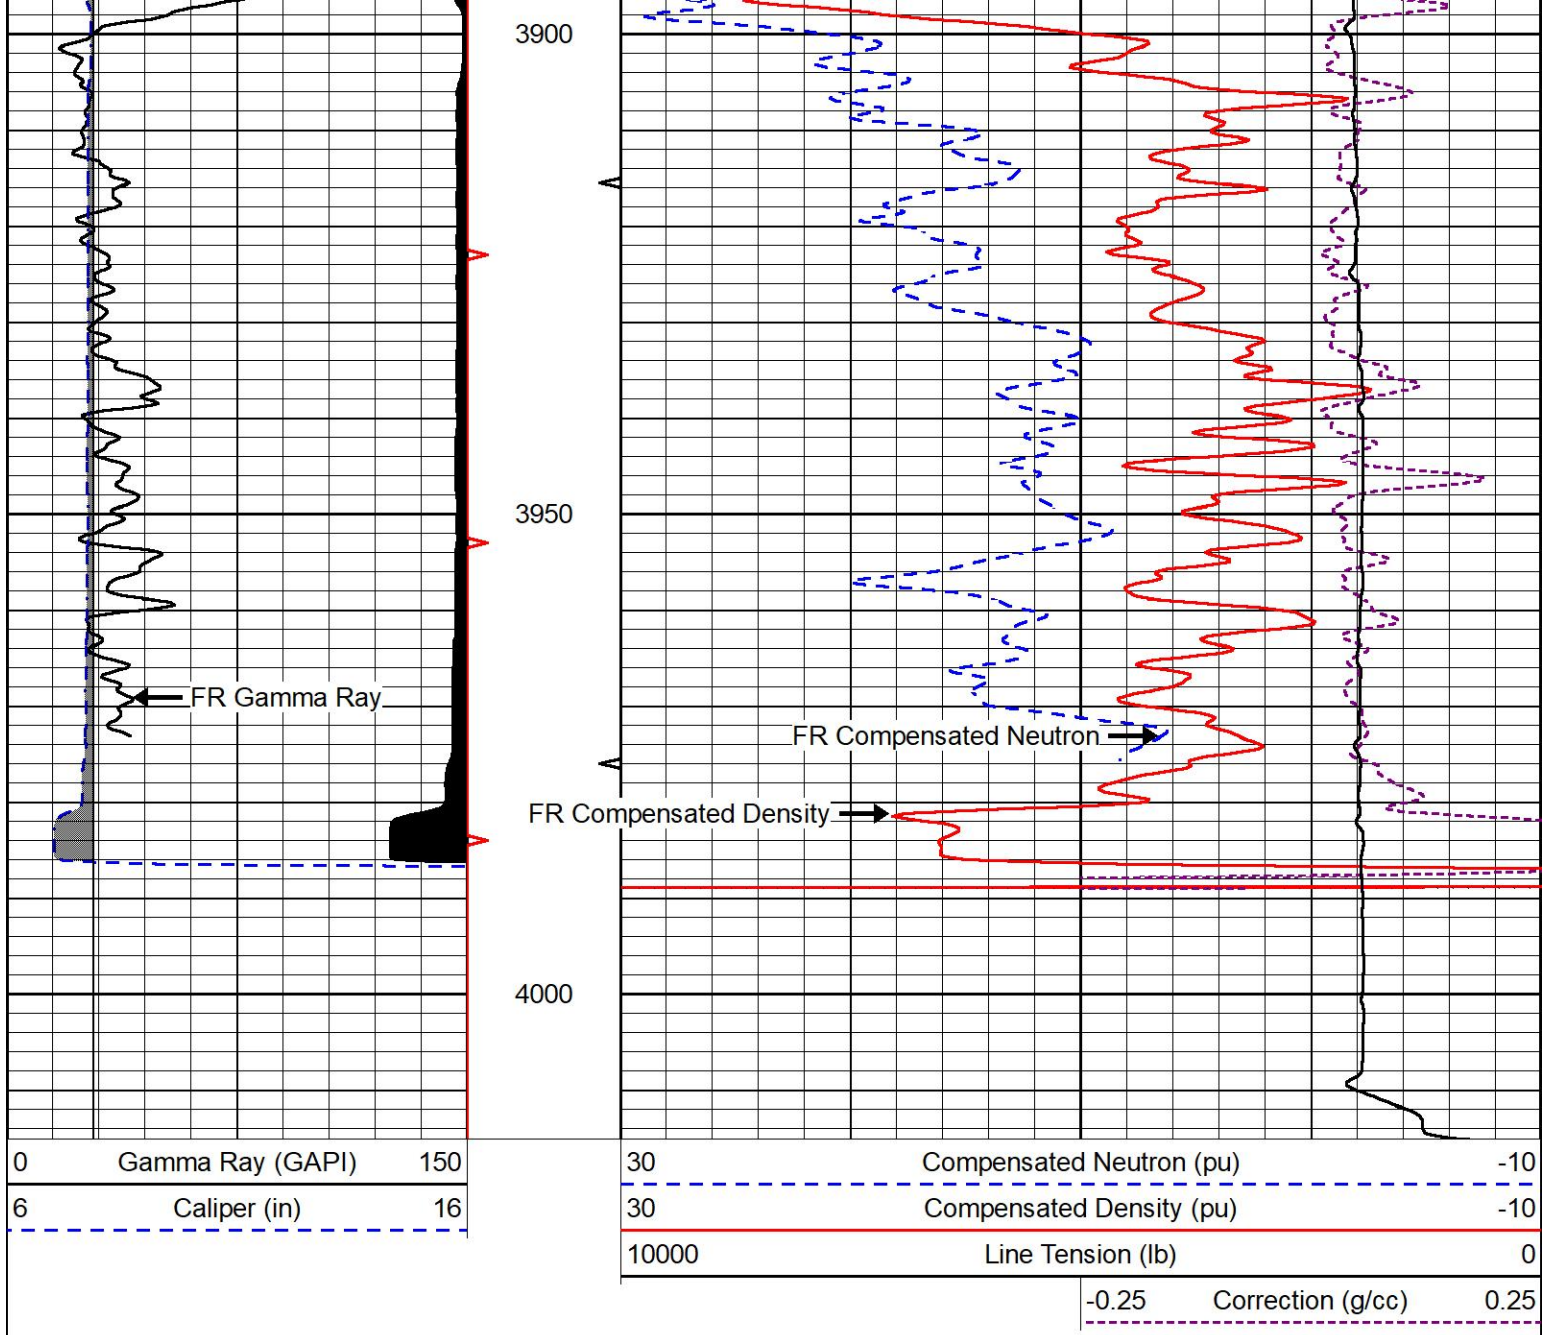 3900
3950
FR Gamma Ray
FR Compensated Neutron
FR Compensated Density
4000
0 Gamma Ray (GAPI) 150
6 Caliper (in) 16
30 Compensated Neutron (pu) -10
30 Compensated Density (pu) -10
10000 Line Tension (lb) 0
-0.25 Correction (g/cc) 0.25